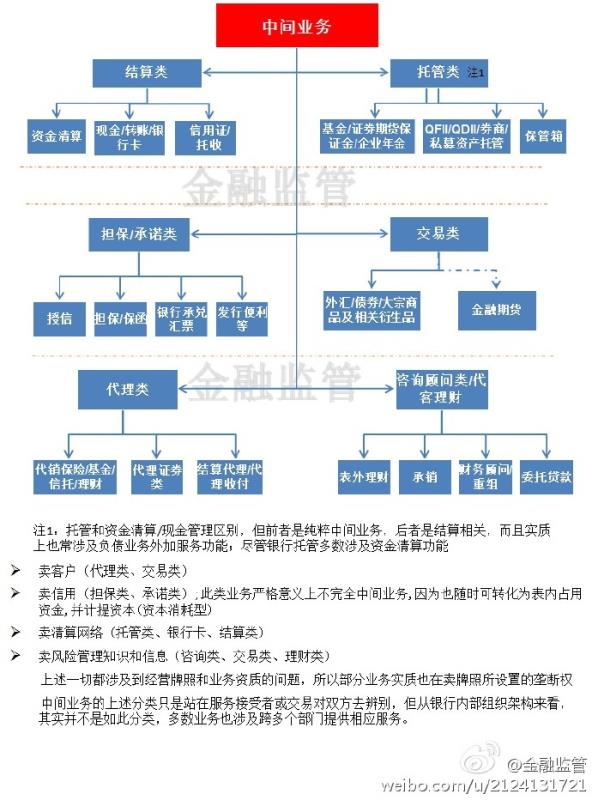 中间业务
结算类
托管类 注1
资金清算
现金/转账/银
行卡
信用证/
托收
基金/证券期货保
证金/企业年金
QFII/QDII/券商/
私募资产托管
保管箱
金融监管
担保/承诺类
交易类
授信
担保/保函
银行承兑
汇票
发行便利
等
外汇/债券/大宗商
品及相关衍生品
金融期货
金融监管
代理类
咨询顾问类/代
客理财
代销保险/基金/
信托/理财
代理证券
类
结算代理/代
理收付
表外理财
承销
财务顾问/
重组
委托贷款
注1：托管和资金清算/现金管理区别，但前者是纯粹中间业务，后者是结算相关，而且实质
上也常涉及负债业务外加服务功能；尽管银行托管多数涉及资金清算功能
卖客户（代理类、交易类）
卖信用（担保类、承诺类）;此类业务严格意义上不完全中间业务,因为也随时可转化为表内占用
资金,并计提资本(资本消耗型)
卖清算网络（托管类、银行卡、结算类）
卖风险管理知识和信息（咨询类、交易类、理财类）
上述一切都涉及到经营牌照和业务资质的问题，所以部分业务实质也在卖牌照所设置的垄断权
中间业务的上述分类只是站在服务接受者或交易对双方去辨别，但从银行内部组织架构来看，
其实并不是如此分类，多数业务也涉及跨多个部门提供相应服务。
@金融监管
weibo.com/u/2124131721